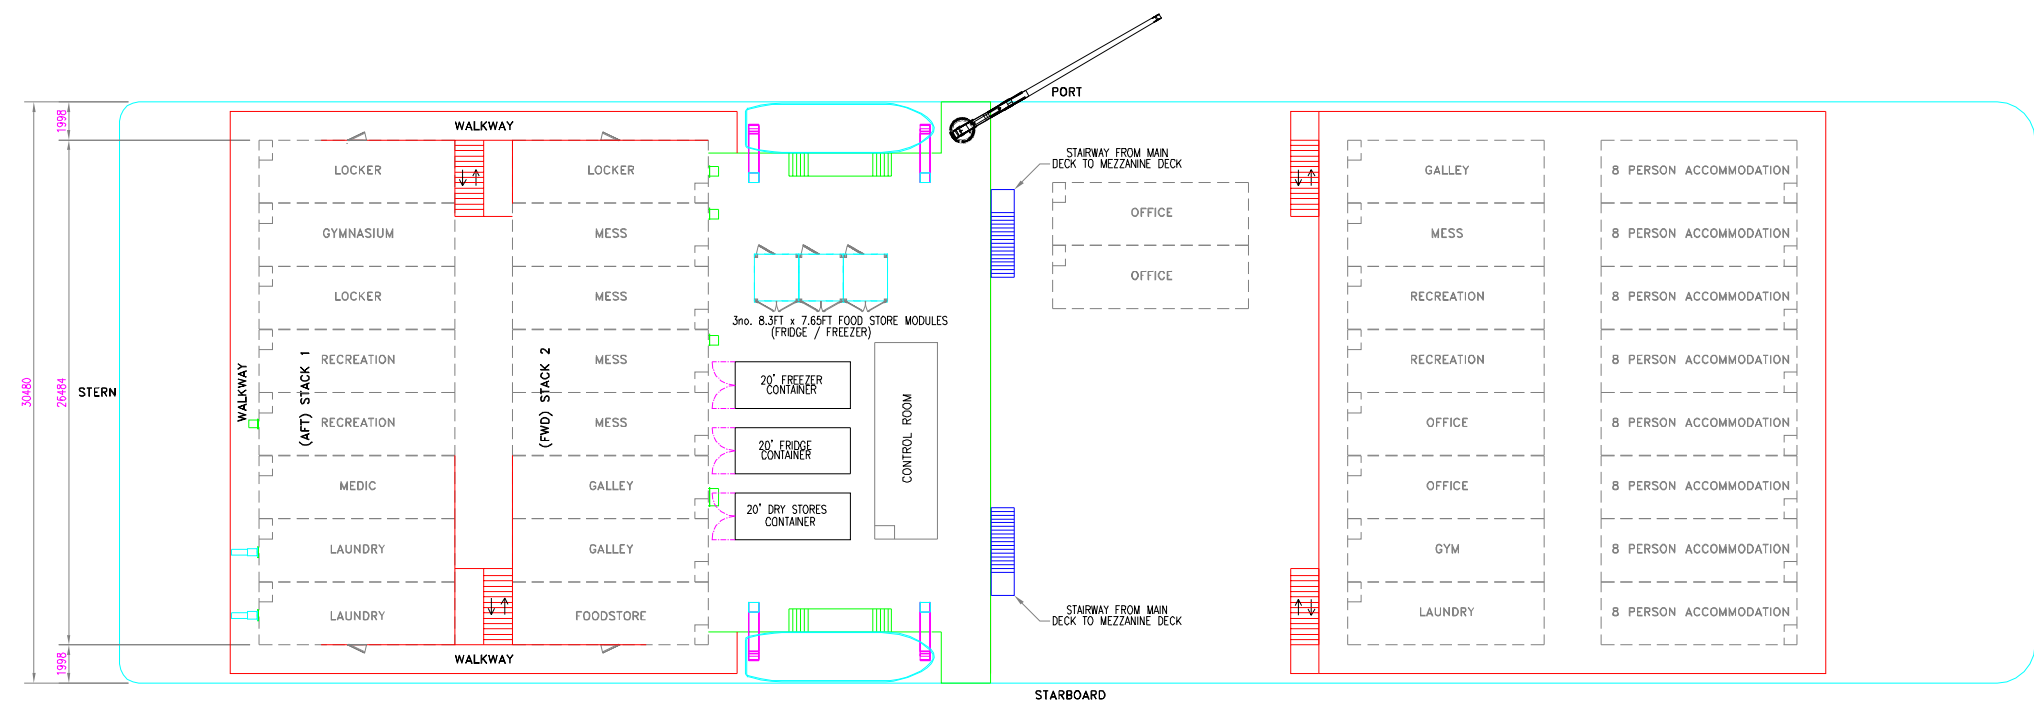 PORT
1998
WALKWAY
STAIRWAY FROM MAIN
DECK TO MEZZANINE DECK
LOCKER
LOCKER
GALLEY
8 PERSON ACCOMMODATION
OFFICE
GYMNASIUM
MESS
MESS
8 PERSON ACCOMMODATION
OFFICE
LOCKER
MESS
RECREATION
8 PERSON ACCOMMODATION
3no. 8.3FT x 7.65FT FOOD STORE MODULES
(FRIDGE / FREEZER)
RECREATION
MESS
RECREATION
8 PERSON ACCOMMODATION
30480
26484
STERN
WALKWAY
(AFT) STACK 1
(FWD) STACK 2
20' FREEZER
CONTAINER
RECREATION
MESS
OFFICE
8 PERSON ACCOMMODATION
CONTROL ROOM
20' FRIDGE
CONTAINER
MEDIC
GALLEY
OFFICE
8 PERSON ACCOMMODATION
20' DRY STORES
CONTAINER
LAUNDRY
GALLEY
GYM
8 PERSON ACCOMMODATION
LAUNDRY
FOODSTORE
LAUNDRY
8 PERSON ACCOMMODATION
STAIRWAY FROM MAIN
DECK TO MEZZANINE DECK
1998
WALKWAY
STARBOARD